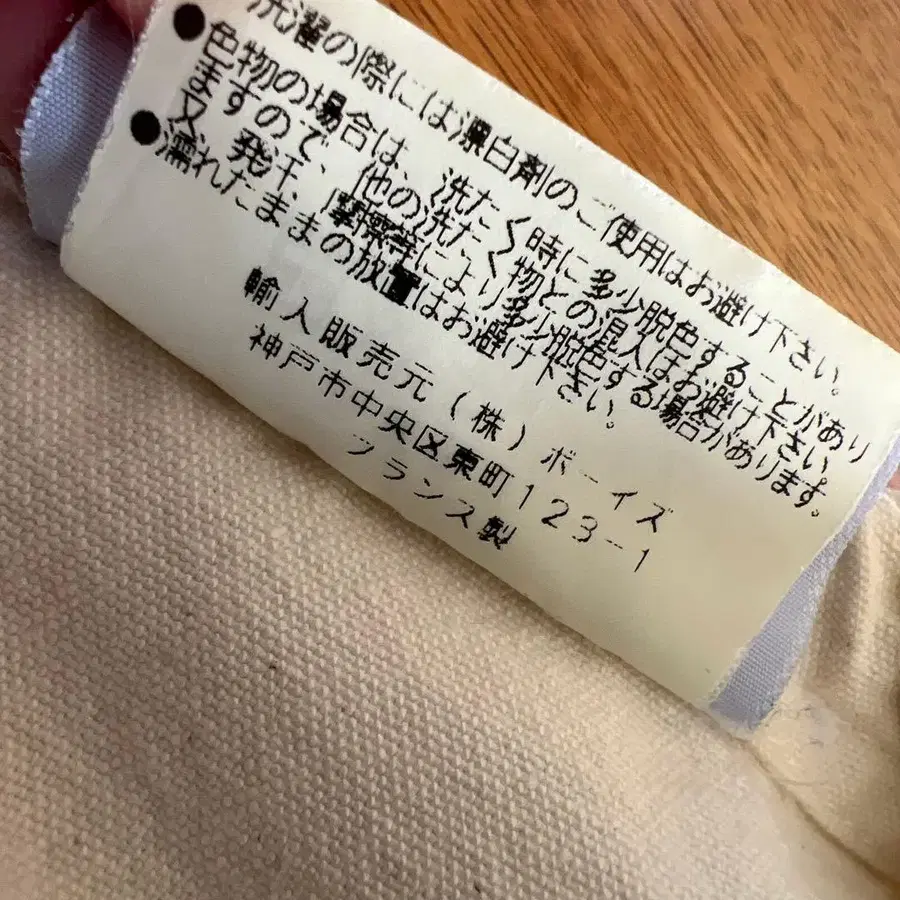 洗濯の際には漂白剤のご使用はお避け下さい。
●色物の場合は、洗たく時に多少脱色することがあり
ますので、他の洗たく物との混入はお避け下さい。
又、発汗、摩擦等により多少脱色する場合があります。
●濡れたままの放置はお避け下さい。
輸入販売元(株)ボーイズ
神戸市中央区東町123-1
フランス製